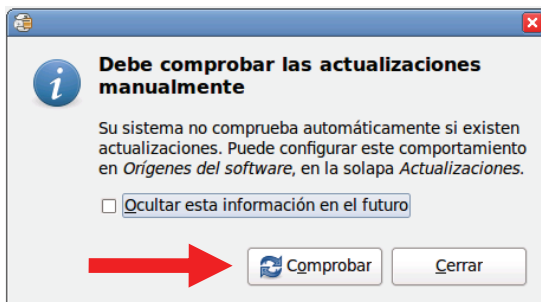 Debe comprobar las actualizaciones
manualmente
Su sistema no comprueba automáticamente si existen
actualizaciones. Puede configurar este comportamiento
en Orígenes del software, en la solapa Actualizaciones.
Ocultar esta información en el futuro
Comprobar
Cerrar